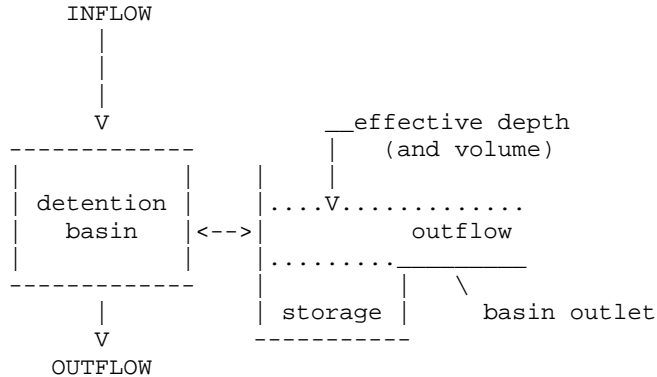 INFLOW
effective depth
(and volume)
detention
basin
outflow
storage
basin outlet
OUTFLOW